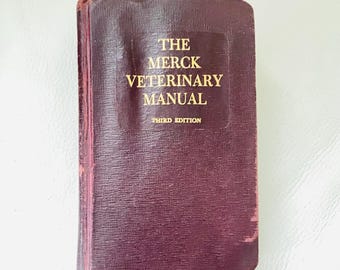 THE
MERCK
VETERINARY
MANUAL
THIRD EDITION